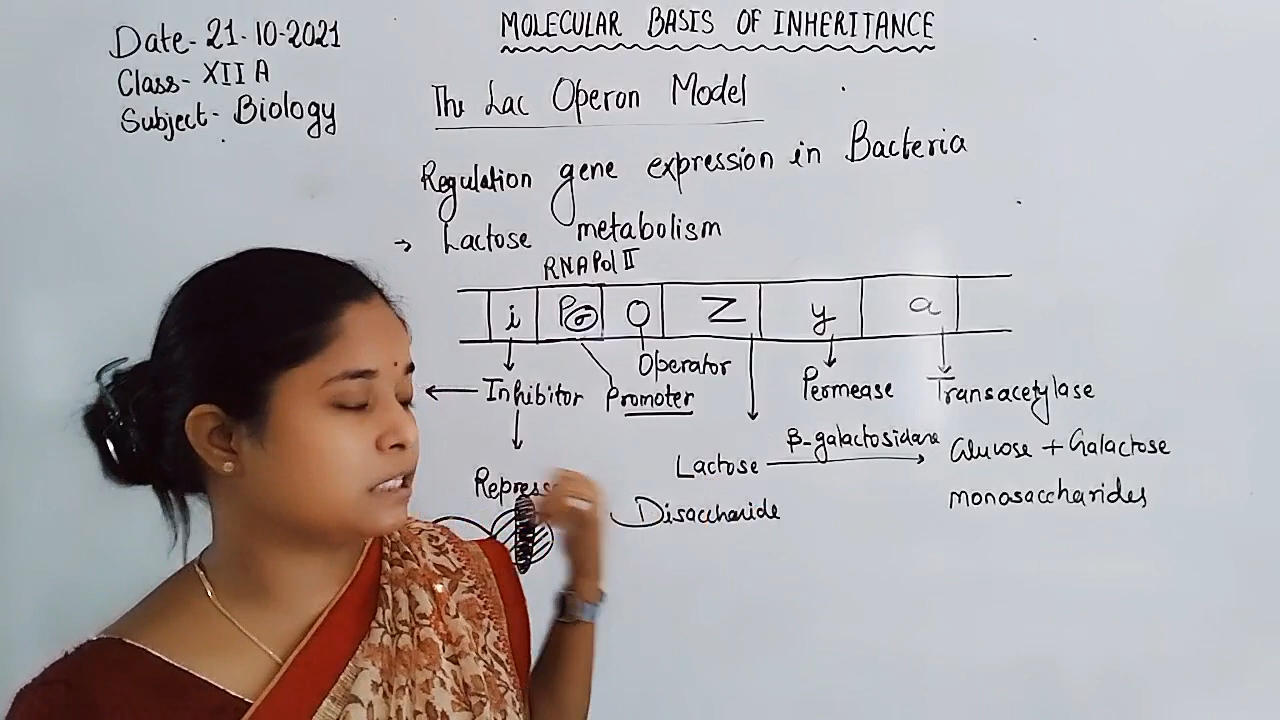 Date- 21-10-2021
Class- XII A
Subject- Biology
MOLECULAR BASIS OF INHERITANCE
The Lac Operon Model
Regulation gene expression in Bacteria
→ Lactose metabolism
RNA Pol II
i P σ O Z y a
Operator
Inhibitor Promoter Permease Transacetylase
Lactose β-galactosidase Glucose + Galactose
Repress
Disaccharide monosaccharides